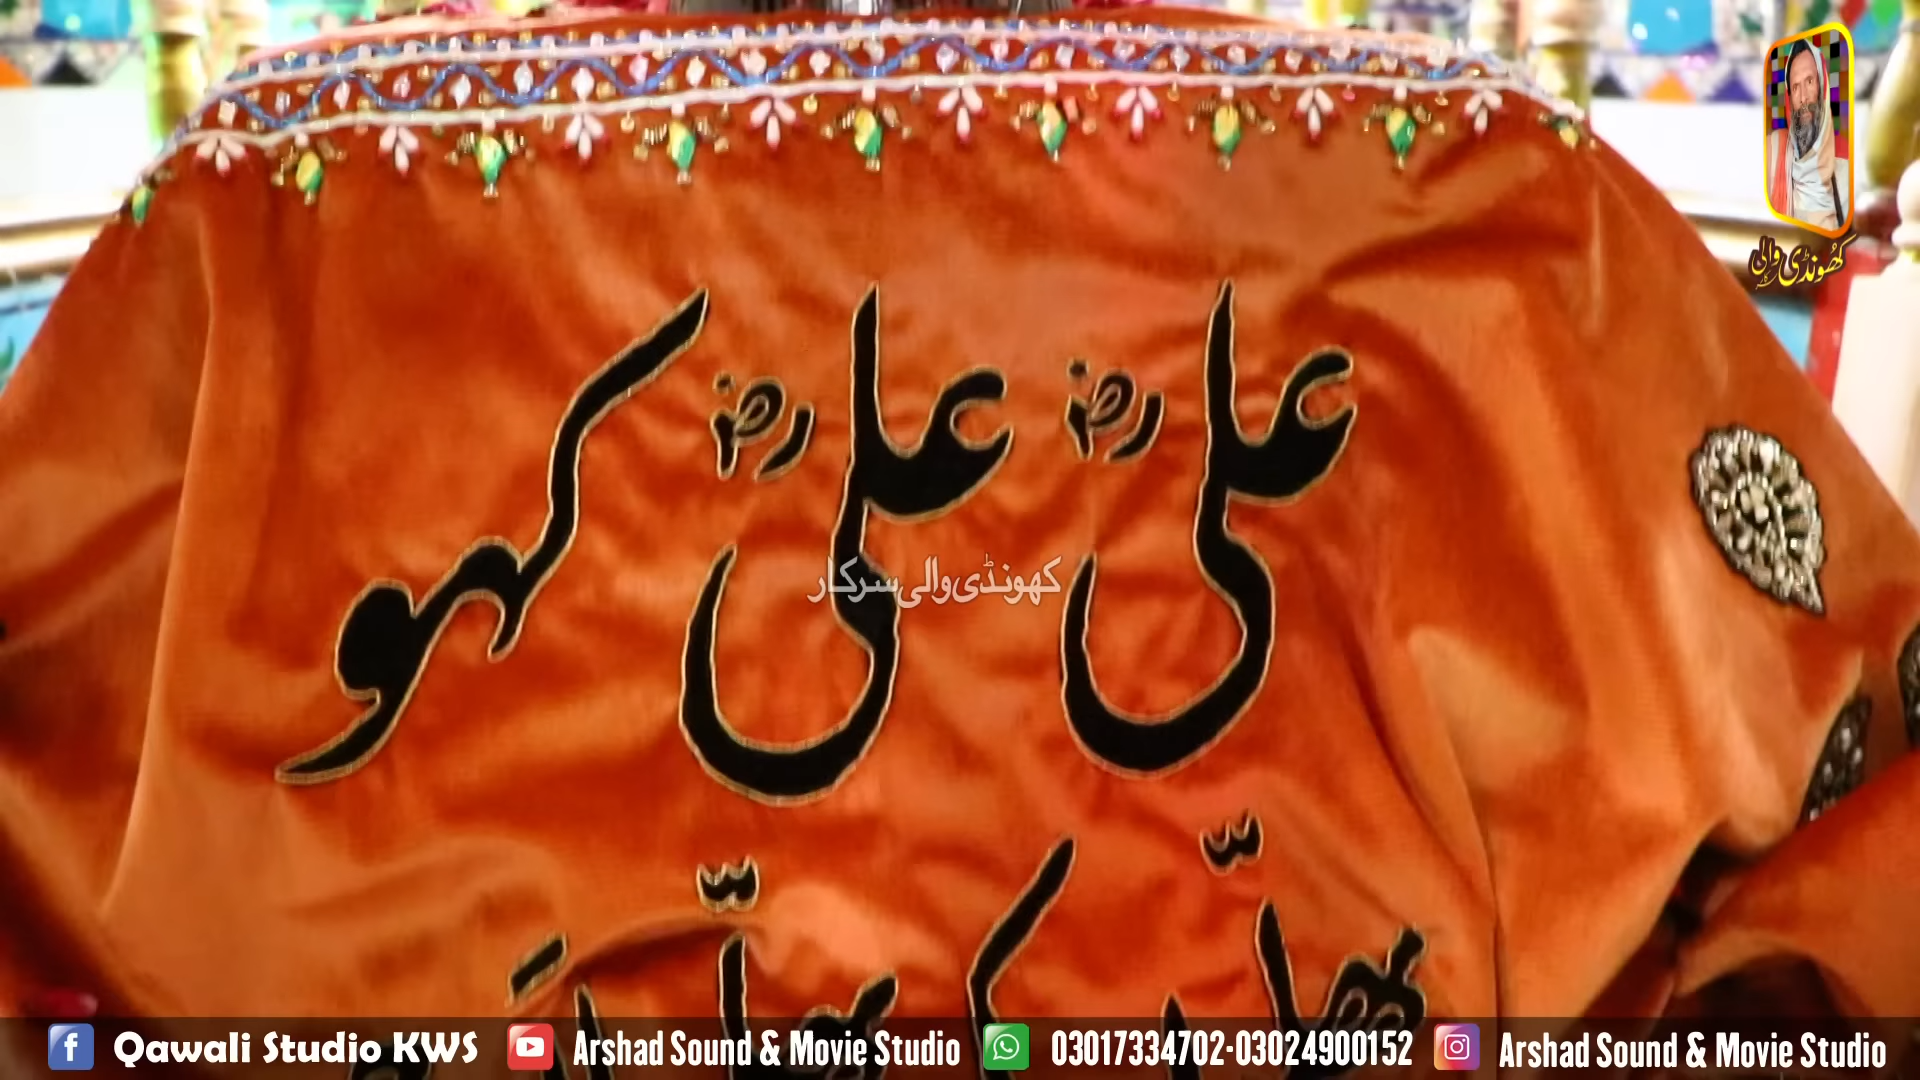 کھونڈی والی
علیؓ علیؓ کہو
کھونڈی والی سرکار
Qawali Studio KWS
Arshad Sound & Movie Studio
03017334702-03024900152
Arshad Sound & Movie Studio